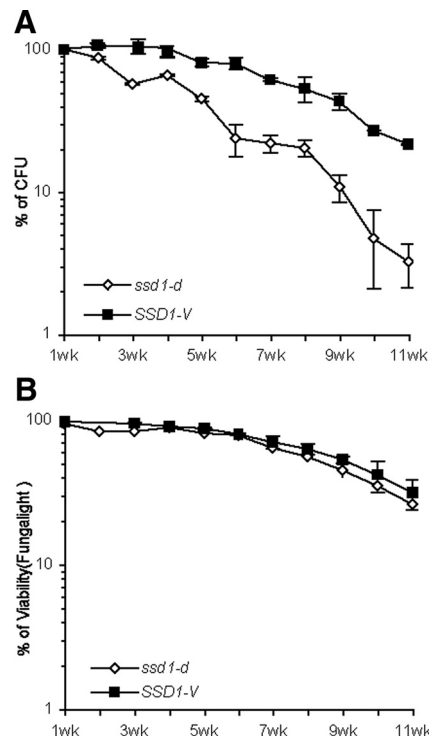 A
100
10
1
% of CFU
ssd1-d
SSD1-V
1wk 3wk 5wk 7wk 9wk 11wk
B
100
10
1
% of Viability(Fungalight )
ssd1-d
SSD1-V
1wk 3wk 5wk 7wk 9wk 11wk